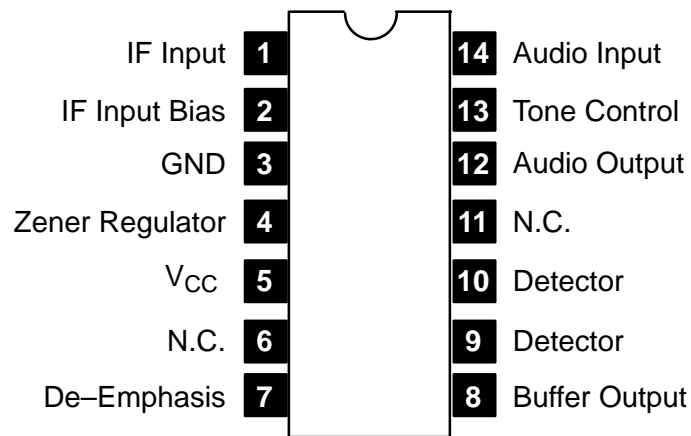 IF Input 1 14 Audio Input
IF Input Bias 2 13 Tone Control
GND 3 12 Audio Output
Zener Regulator 4 11 N.C.
VCC 5 10 Detector
N.C. 6 9 Detector
De–Emphasis 7 8 Buffer Output